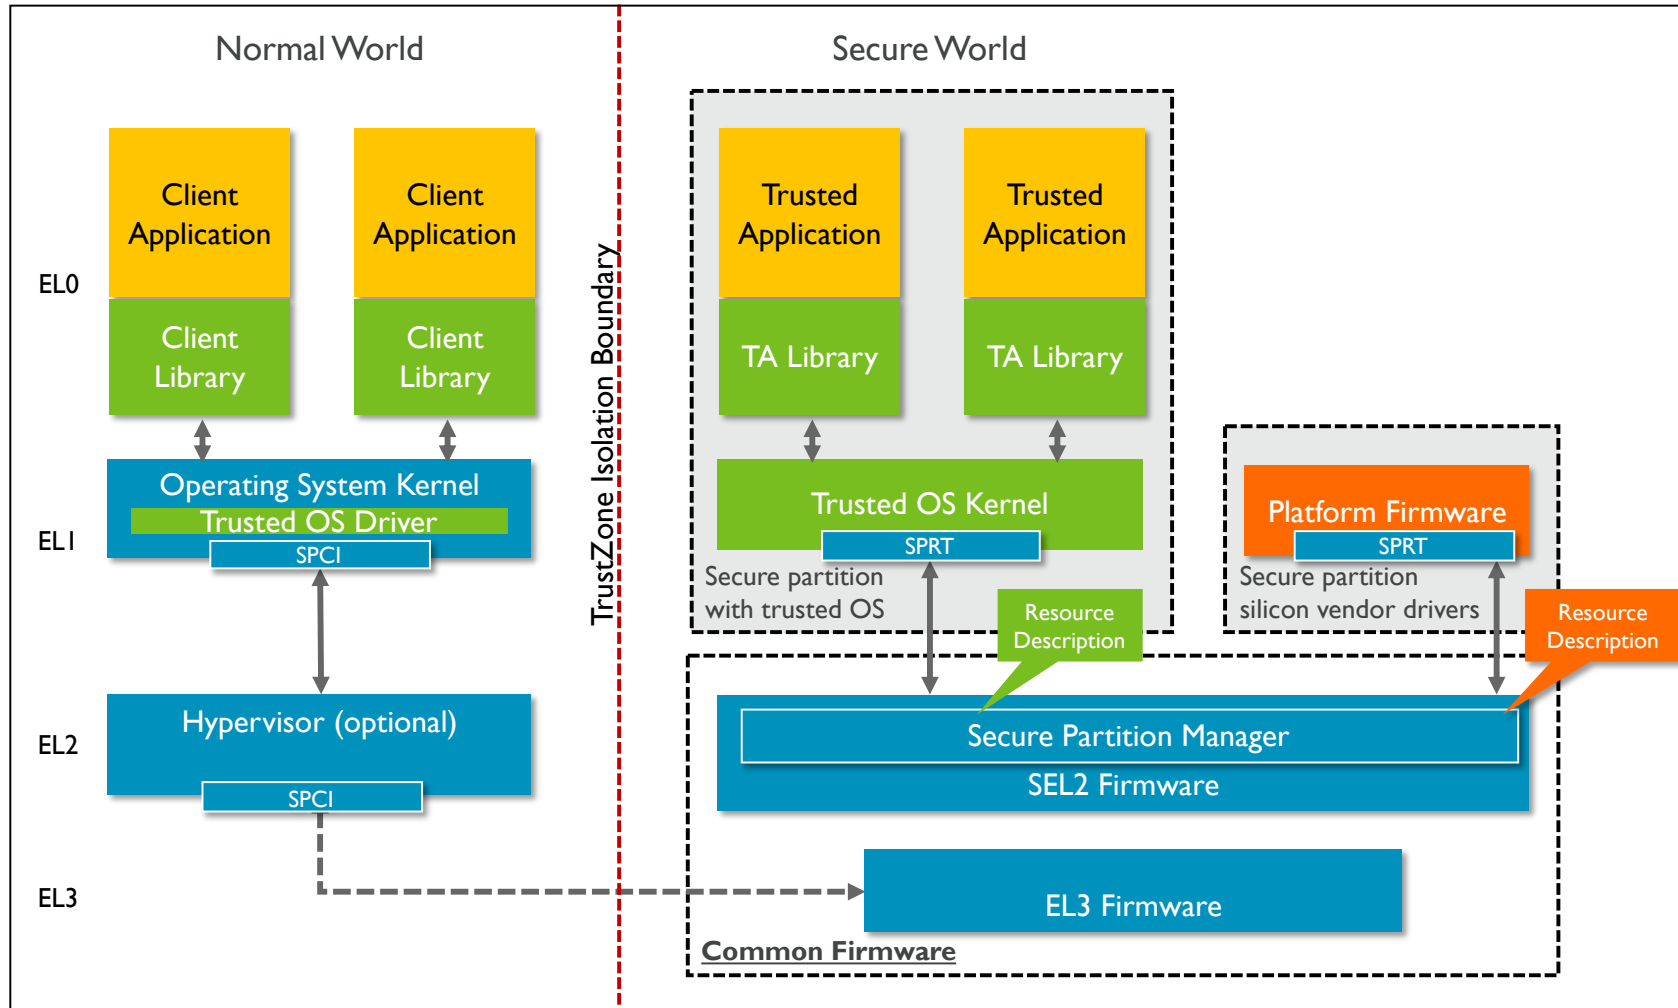 Normal World
Secure World
Client
Application
Client
Application
Trusted
Application
Trusted
Application
EL0
Client
Library
Client
Library
TA Library
TA Library
TrustZone Isolation Boundary
Operating System Kernel
Trusted OS Driver
SPCI
EL1
Trusted OS Kernel
SPRT
Secure partition
with trusted OS
Platform Firmware
SPRT
Secure partition
silicon vendor drivers
Resource
Description
Resource
Description
EL2
Hypervisor (optional)
SPCI
Secure Partition Manager
SEL2 Firmware
EL3
EL3 Firmware
Common Firmware